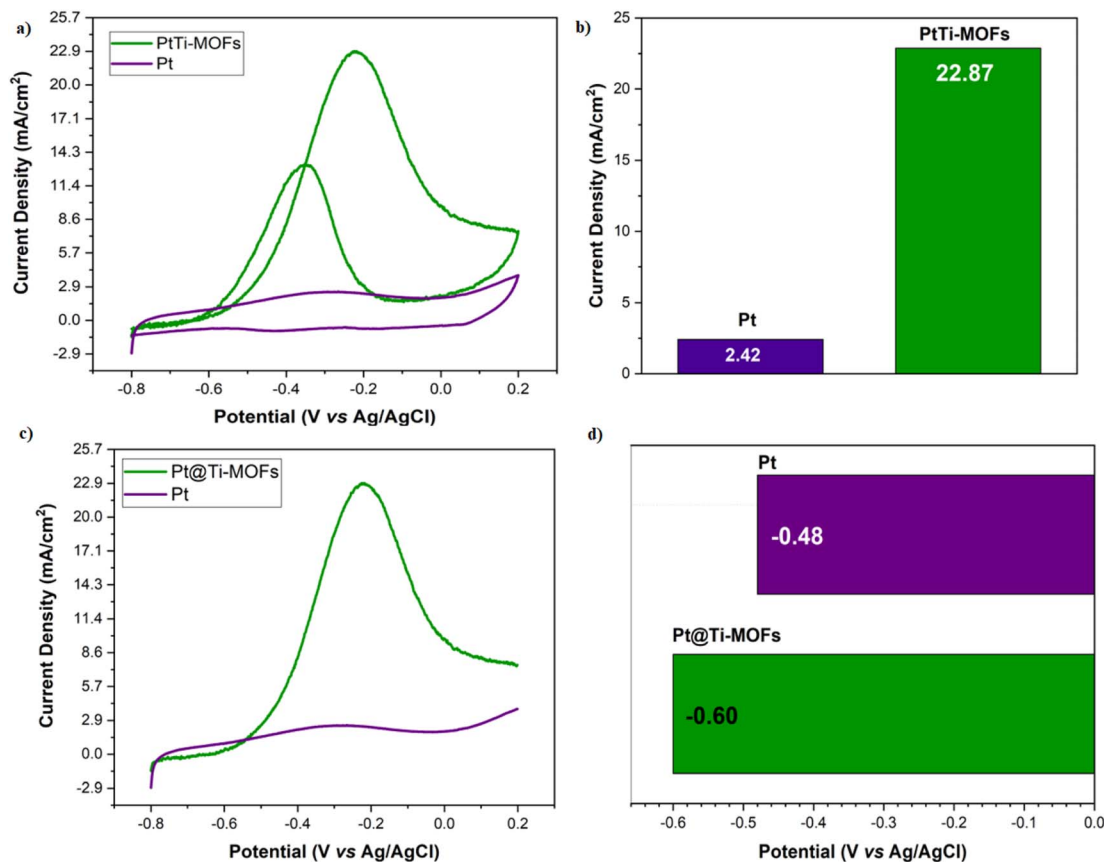 a)
25.7
22.9
20.0
17.1
14.3
11.4
8.6
5.7
2.9
0.0
-2.9
Current Density (mA/cm²)
PtTi-MOFs
Pt
-0.8
-0.6
-0.4
-0.2
0.0
0.2
Potential (V vs Ag/AgCl)
b)
25
20
15
10
5
0
Current Density (mA/cm²)
PtTi-MOFs
22.87
Pt
2.42
c)
25.7
22.9
20.0
17.1
14.3
11.4
8.6
5.7
2.9
0.0
-2.9
Current Density (mA/cm²)
Pt@Ti-MOFs
Pt
-0.8
-0.6
-0.4
-0.2
0.0
0.2
Potential (V vs Ag/AgCl)
d)
Pt
-0.48
Pt@Ti-MOFs
-0.60
-0.6
-0.5
-0.4
-0.3
-0.2
-0.1
0.0
Potential (V vs Ag/AgCl)